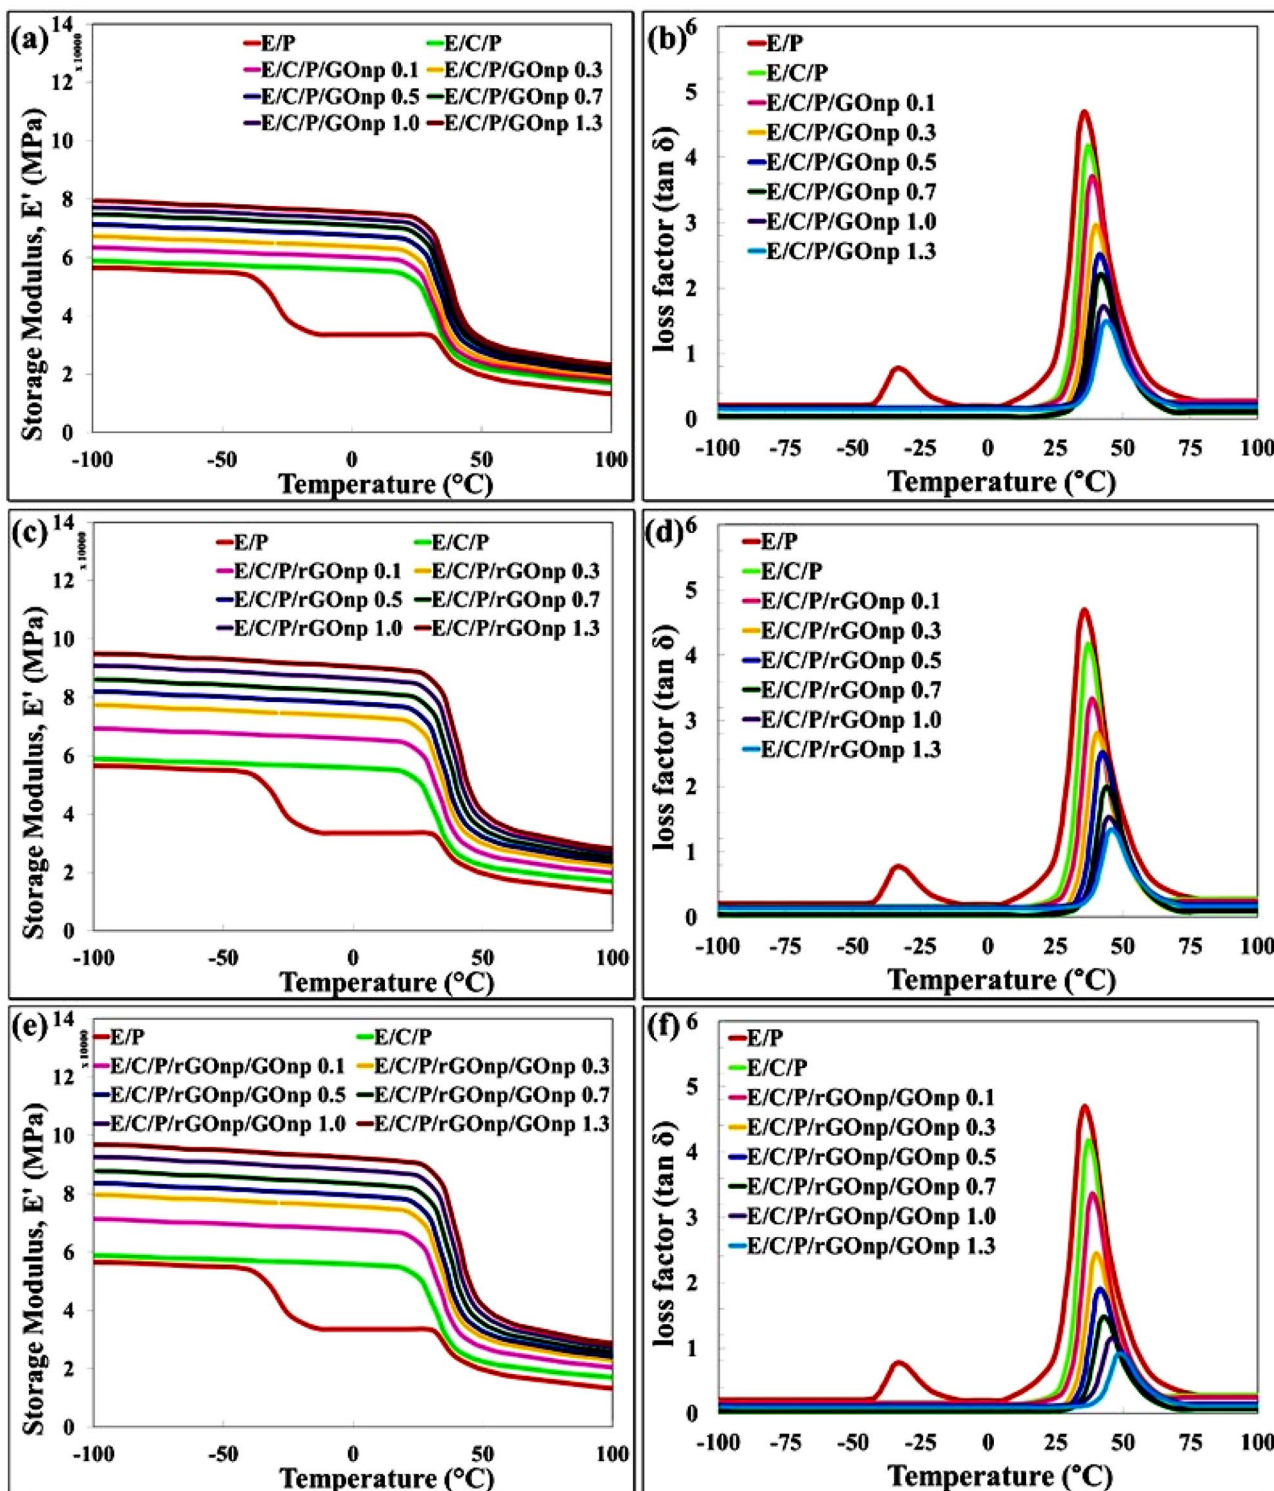 (a)
14
12
10
8
6
4
2
0
x 10000
Storage Modulus, E' (MPa)
E/P E/C/P
E/C/P/GOnp 0.1 E/C/P/GOnp 0.3
E/C/P/GOnp 0.5 E/C/P/GOnp 0.7
E/C/P/GOnp 1.0 E/C/P/GOnp 1.3
-100 -50 0 50 100
Temperature (°C)
(b)
6
5
4
3
2
1
0
loss factor (tan δ)
E/P
E/C/P
E/C/P/GOnp 0.1
E/C/P/GOnp 0.3
E/C/P/GOnp 0.5
E/C/P/GOnp 0.7
E/C/P/GOnp 1.0
E/C/P/GOnp 1.3
-100 -75 -50 -25 0 25 50 75 100
Temperature (°C)
(c)
14
12
10
8
6
4
2
0
x 10000
Storage Modulus, E' (MPa)
E/P E/C/P
E/C/P/rGOnp 0.1 E/C/P/rGOnp 0.3
E/C/P/rGOnp 0.5 E/C/P/rGOnp 0.7
E/C/P/rGOnp 1.0 E/C/P/rGOnp 1.3
-100 -50 0 50 100
Temperature (°C)
(d)
6
5
4
3
2
1
0
loss factor (tan δ)
E/P
E/C/P
E/C/P/rGOnp 0.1
E/C/P/rGOnp 0.3
E/C/P/rGOnp 0.5
E/C/P/rGOnp 0.7
E/C/P/rGOnp 1.0
E/C/P/rGOnp 1.3
-100 -75 -50 -25 0 25 50 75 100
Temperature (°C)
(e)
14
12
10
8
6
4
2
0
x 10000
Storage Modulus, E' (MPa)
E/P E/C/P
E/C/P/rGOnp/GOnp 0.1 E/C/P/rGOnp/GOnp 0.3
E/C/P/rGOnp/GOnp 0.5 E/C/P/rGOnp/GOnp 0.7
E/C/P/rGOnp/GOnp 1.0 E/C/P/rGOnp/GOnp 1.3
-100 -50 0 50 100
Temperature (°C)
(f)
6
5
4
3
2
1
0
loss factor (tan δ)
E/P
E/C/P
E/C/P/rGOnp/GOnp 0.1
E/C/P/rGOnp/GOnp 0.3
E/C/P/rGOnp/GOnp 0.5
E/C/P/rGOnp/GOnp 0.7
E/C/P/rGOnp/GOnp 1.0
E/C/P/rGOnp/GOnp 1.3
-100 -75 -50 -25 0 25 50 75 100
Temperature (°C)